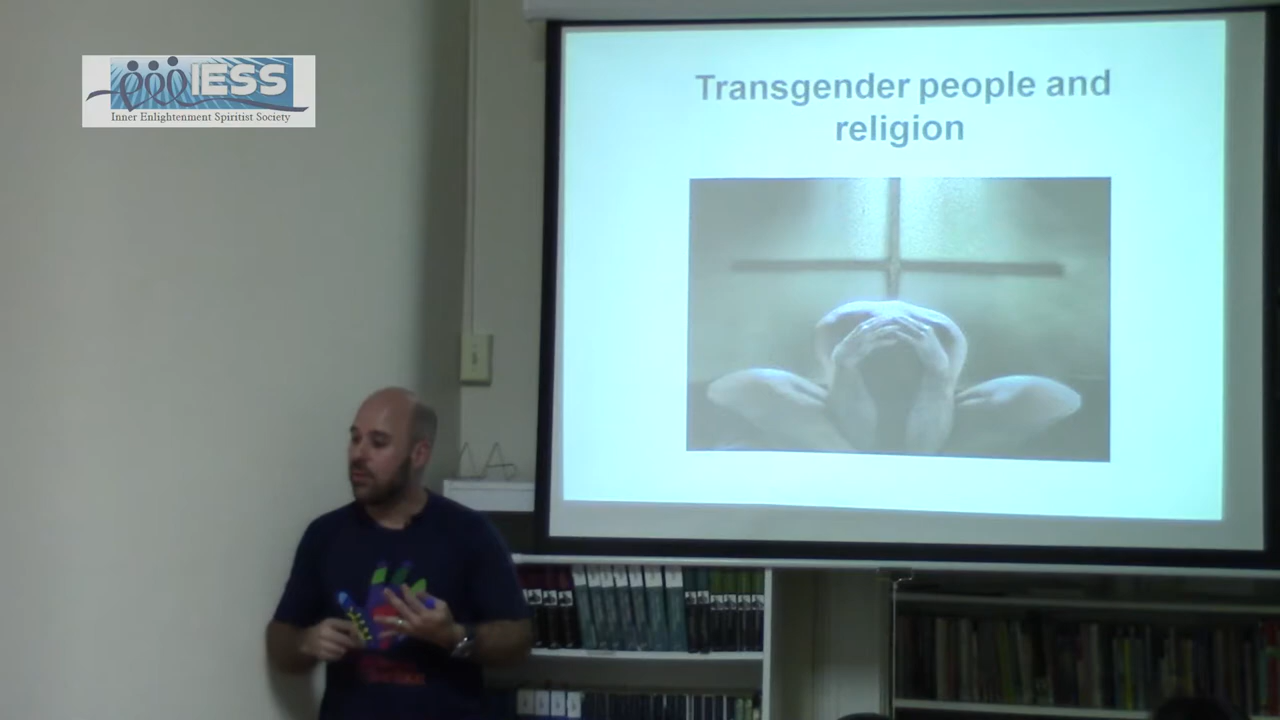 IESS
Inner Enlightenment Spiritist Society
Transgender people and
religion